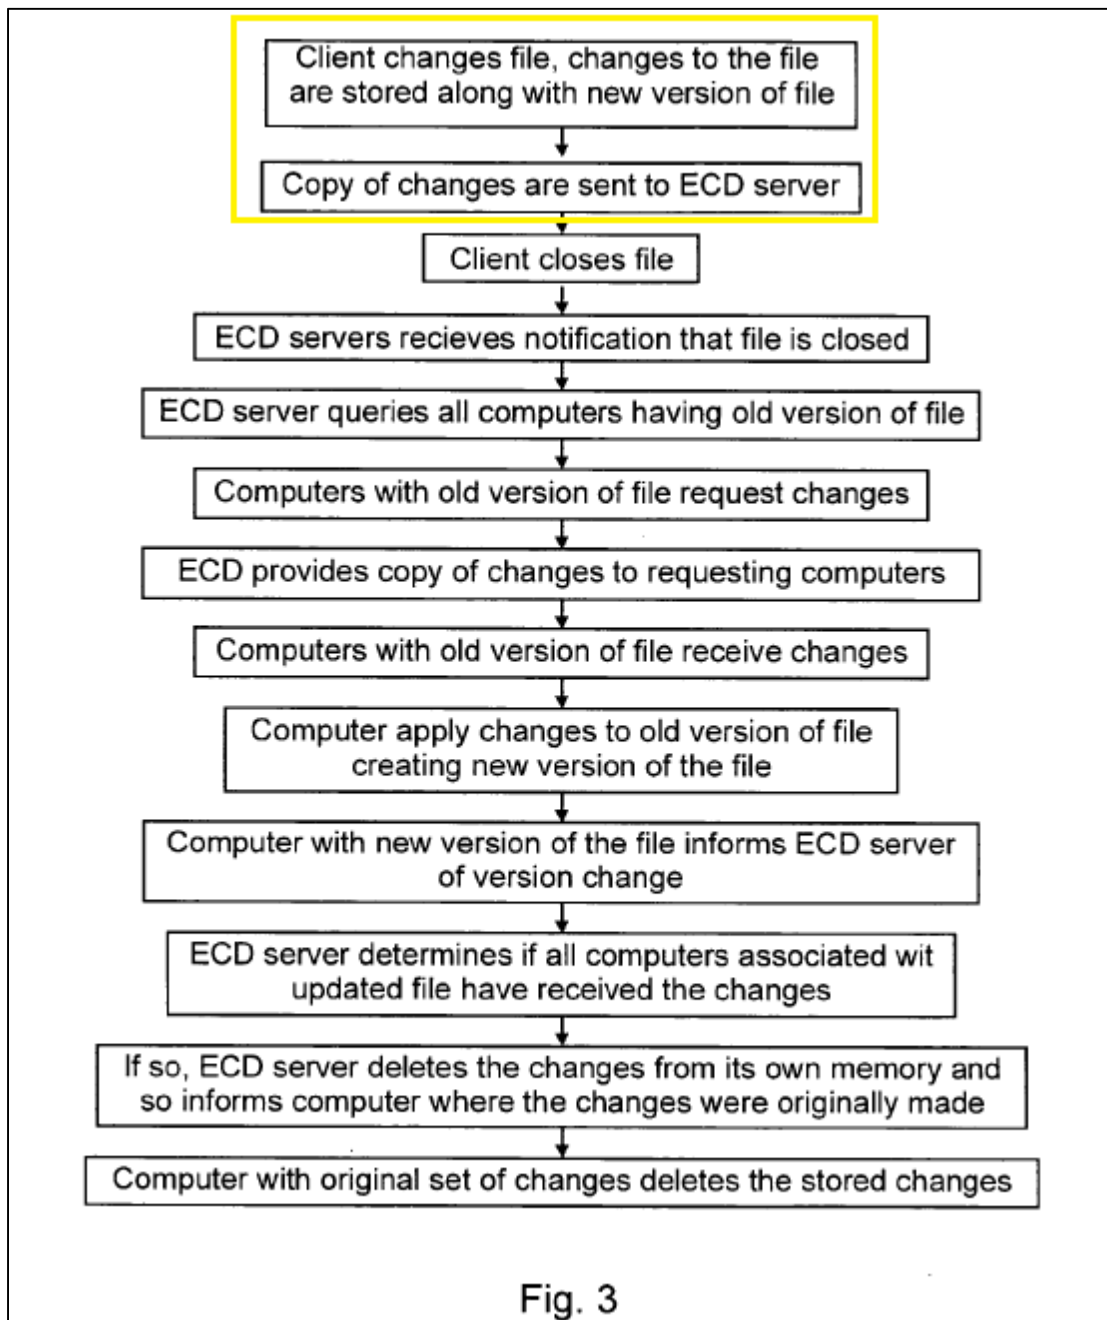 Client changes file, changes to the file
are stored along with new version of file
Copy of changes are sent to ECD server
Client closes file
ECD servers recieves notification that file is closed
ECD server queries all computers having old version of file
Computers with old version of file request changes
ECD provides copy of changes to requesting computers
Computers with old version of file receive changes
Computer apply changes to old version of file
creating new version of the file
Computer with new version of the file informs ECD server
of version change
ECD server determines if all computers associated wit
updated file have received the changes
If so, ECD server deletes the changes from its own memory and
so informs computer where the changes were originally made
Computer with original set of changes deletes the stored changes
Fig. 3